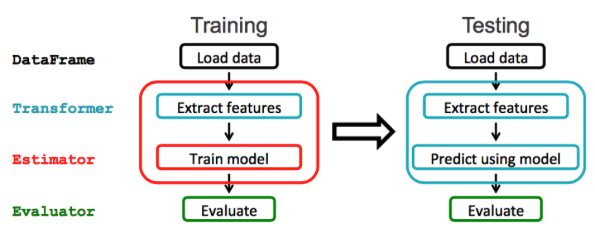 Training
Testing
DataFrame
Load data
Load data
Transformer
Extract features
Extract features
Estimator
Train model
Predict using model
Evaluator
Evaluate
Evaluate